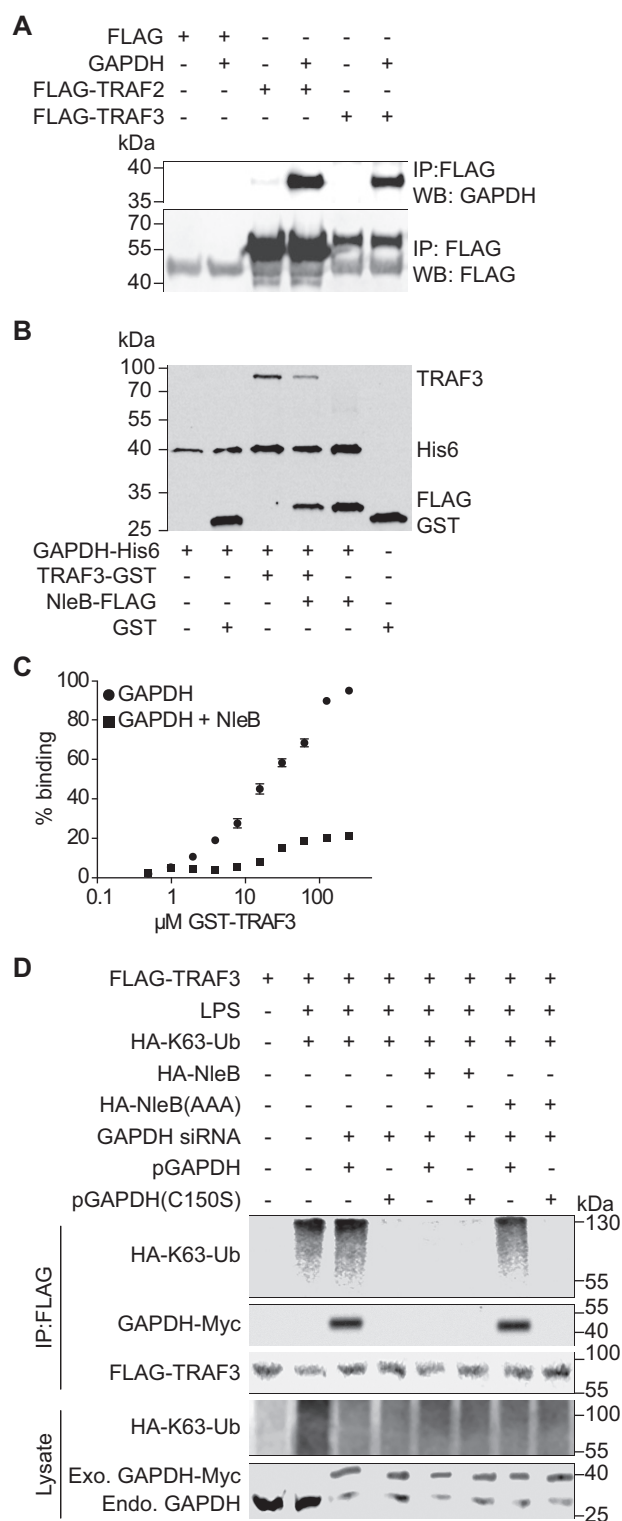 A
FLAG + + - - - -
GAPDH - + - + - +
FLAG-TRAF2 - - + + - -
FLAG-TRAF3 - - - - + +
kDa
40
35
IP:FLAG
WB: GAPDH
70
55
40
IP: FLAG
WB: FLAG
B
kDa
100
70
55
40
35
25
TRAF3
His6
FLAG
GST
GAPDH-His6 + + + + + -
TRAF3-GST - - + + - -
NleB-FLAG - - - + + -
GST - + - - - +
C
100
80
60
40
20
0
% binding
GAPDH
GAPDH + NleB
0.1 1 10 100
µM GST-TRAF3
D
FLAG-TRAF3 + + + + + + + +
LPS - + + + + + + +
HA-K63-Ub - + + + + + + +
HA-NleB - - - - + + - -
HA-NleB(AAA) - - - - - - + +
GAPDH siRNA - - + + + + + +
pGAPDH - - + - + - + -
pGAPDH(C150S) - - - + - + - +
kDa
IP:FLAG
HA-K63-Ub
130
55
GAPDH-Myc
55
40
FLAG-TRAF3
100
55
Lysate
HA-K63-Ub
100
55
Exo. GAPDH-Myc
40
Endo. GAPDH
25